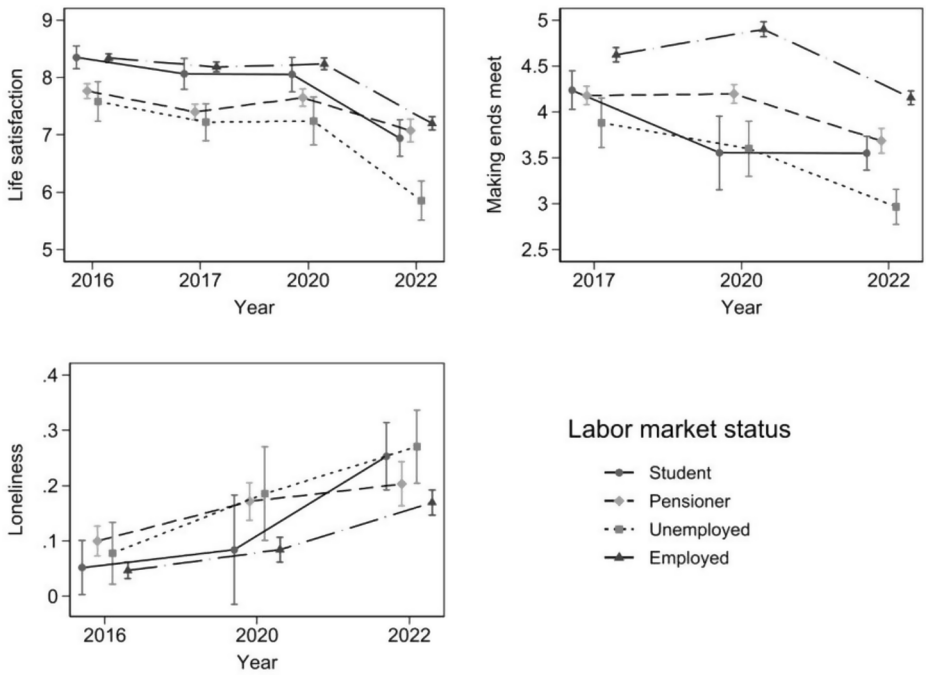 Life satisfaction
9
8
7
6
5
2016 2017 2020 2022
Year
Making ends meet
5
4.5
4
3.5
3
2.5
2017 2020 2022
Year
Loneliness
.4
.3
.2
.1
0
2016 2020 2022
Year
Labor market status
Student
Pensioner
Unemployed
Employed